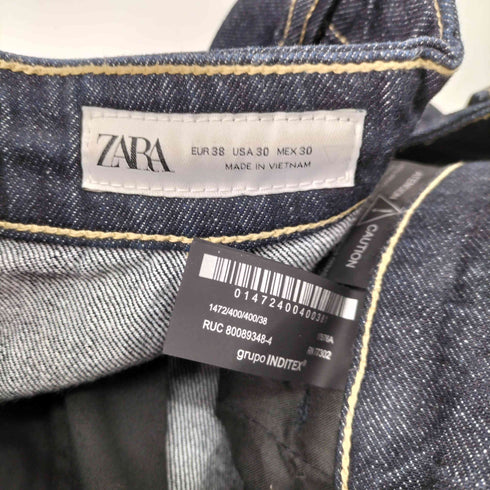 ZARA
EUR 38 USA 30 MEX 30
MADE IN VIETNAM
CAUTION
1472/400/400/38
RUC 80089348-4
grupo INDITEX®